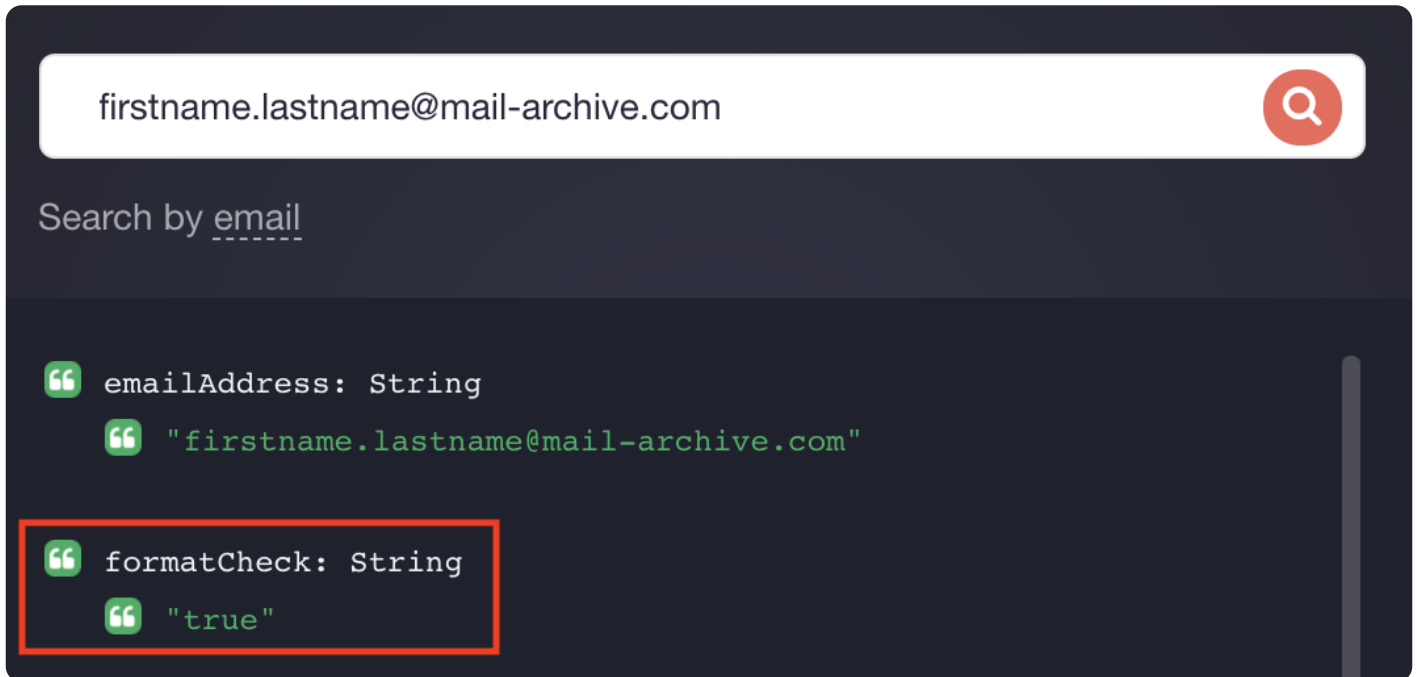 firstname.lastname@mail-archive.com
Search by email
emailAddress: String
"firstname.lastname@mail-archive.com"
formatCheck: String
"true"